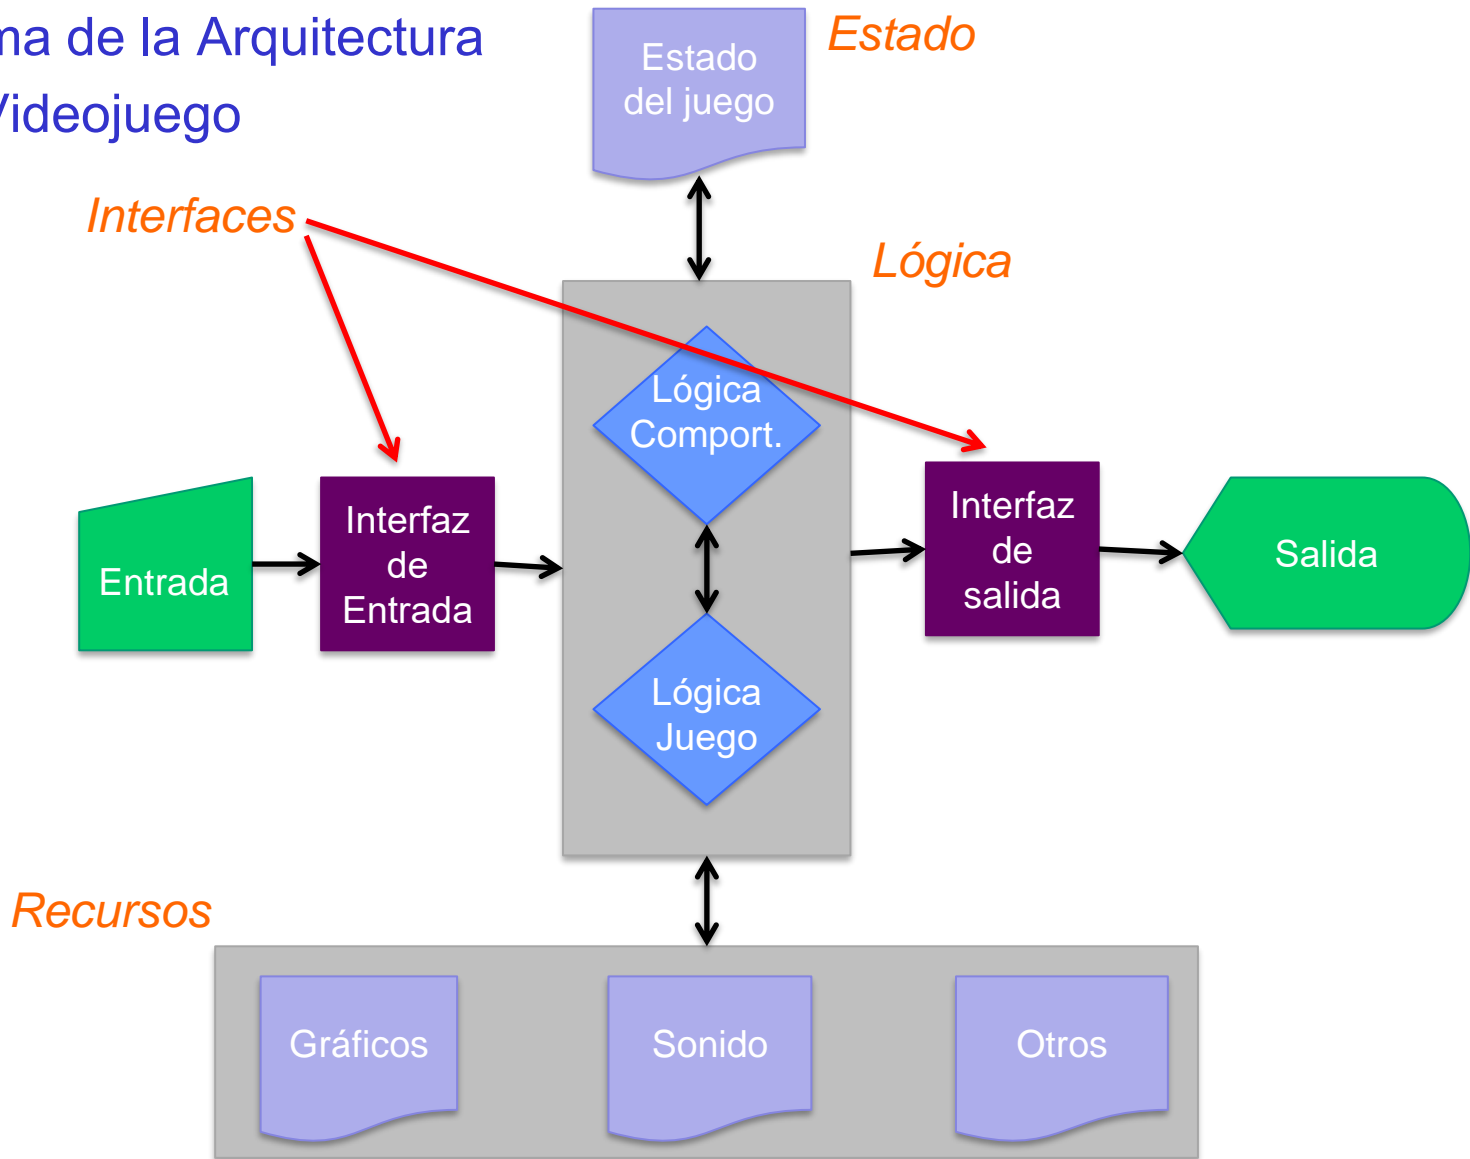 ma de la Arquitectura
Videojuego
Estado
del juego
Estado
Interfaces
Lógica
Lógica
Comport.
Entrada
Interfaz
de
Entrada
Interfaz
de
salida
Salida
Lógica
Juego
Recursos
Gráficos
Sonido
Otros